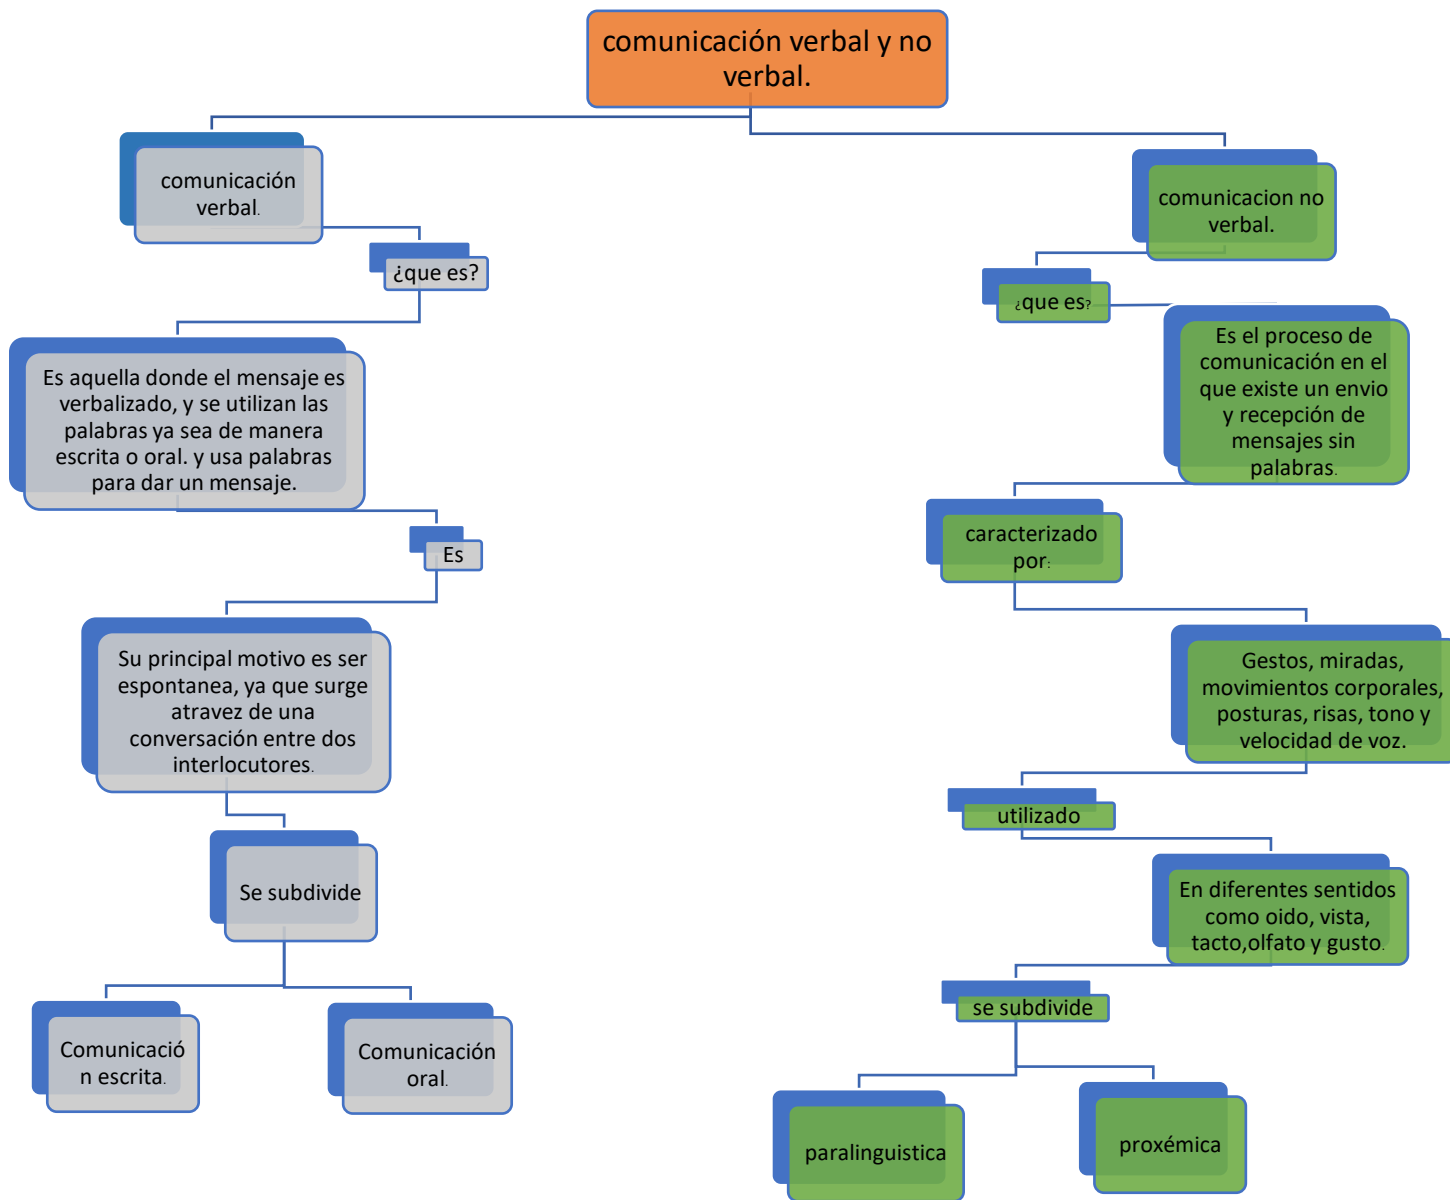 comunicación verbal y no
verbal.
comunicación
verbal.
¿que es?
Es aquella donde el mensaje es
verbalizado, y se utilizan las
palabras ya sea de manera
escrita o oral. y usa palabras
para dar un mensaje.
Es
Su principal motivo es ser
espontanea, ya que surge
atravez de una
conversación entre dos
interlocutores.
Se subdivide
Comunicació
n escrita.
Comunicación
oral.
comunicacion no
verbal.
¿que es?
Es el proceso de
comunicación en el
que existe un envio
y recepción de
mensajes sin
palabras.
caracterizado
por:
Gestos, miradas,
movimientos corporales,
posturas, risas, tono y
velocidad de voz.
utilizado
En diferentes sentidos
como oido, vista,
tacto,olfato y gusto.
se subdivide
paralinguistica
proxémica